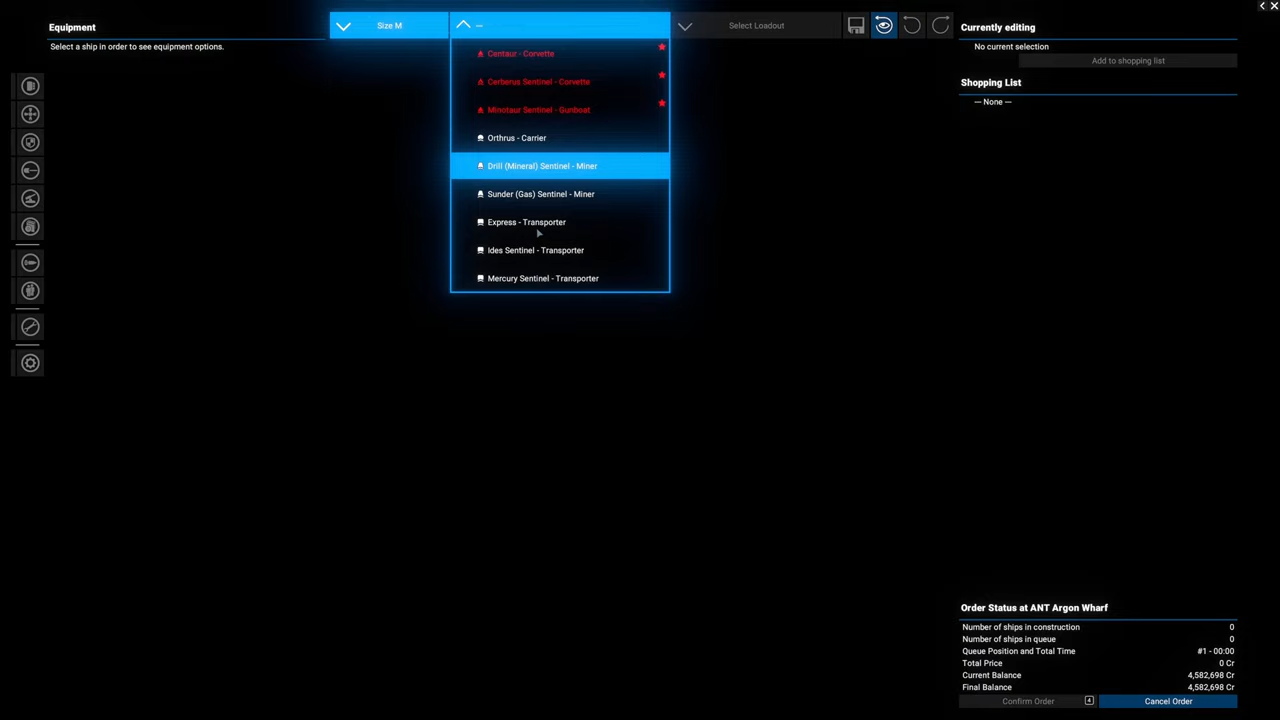 Equipment
Select a ship in order to see equipment options.
Size M
—
Select Loadout
Centaur - Corvette
Cerberus Sentinel - Corvette
Minotaur Sentinel - Gunboat
Orthrus - Carrier
Drill (Mineral) Sentinel - Miner
Sunder (Gas) Sentinel - Miner
Express - Transporter
Ides Sentinel - Transporter
Mercury Sentinel - Transporter
Currently editing
No current selection
Add to shopping list
Shopping List
— None —
Order Status at ANT Argon Wharf
Number of ships in construction 0
Number of ships in queue 0
Queue Position and Total Time #1 - 00:00
Total Price 0 Cr
Current Balance 4,582,698 Cr
Final Balance 4,582,698 Cr
Confirm Order
Cancel Order